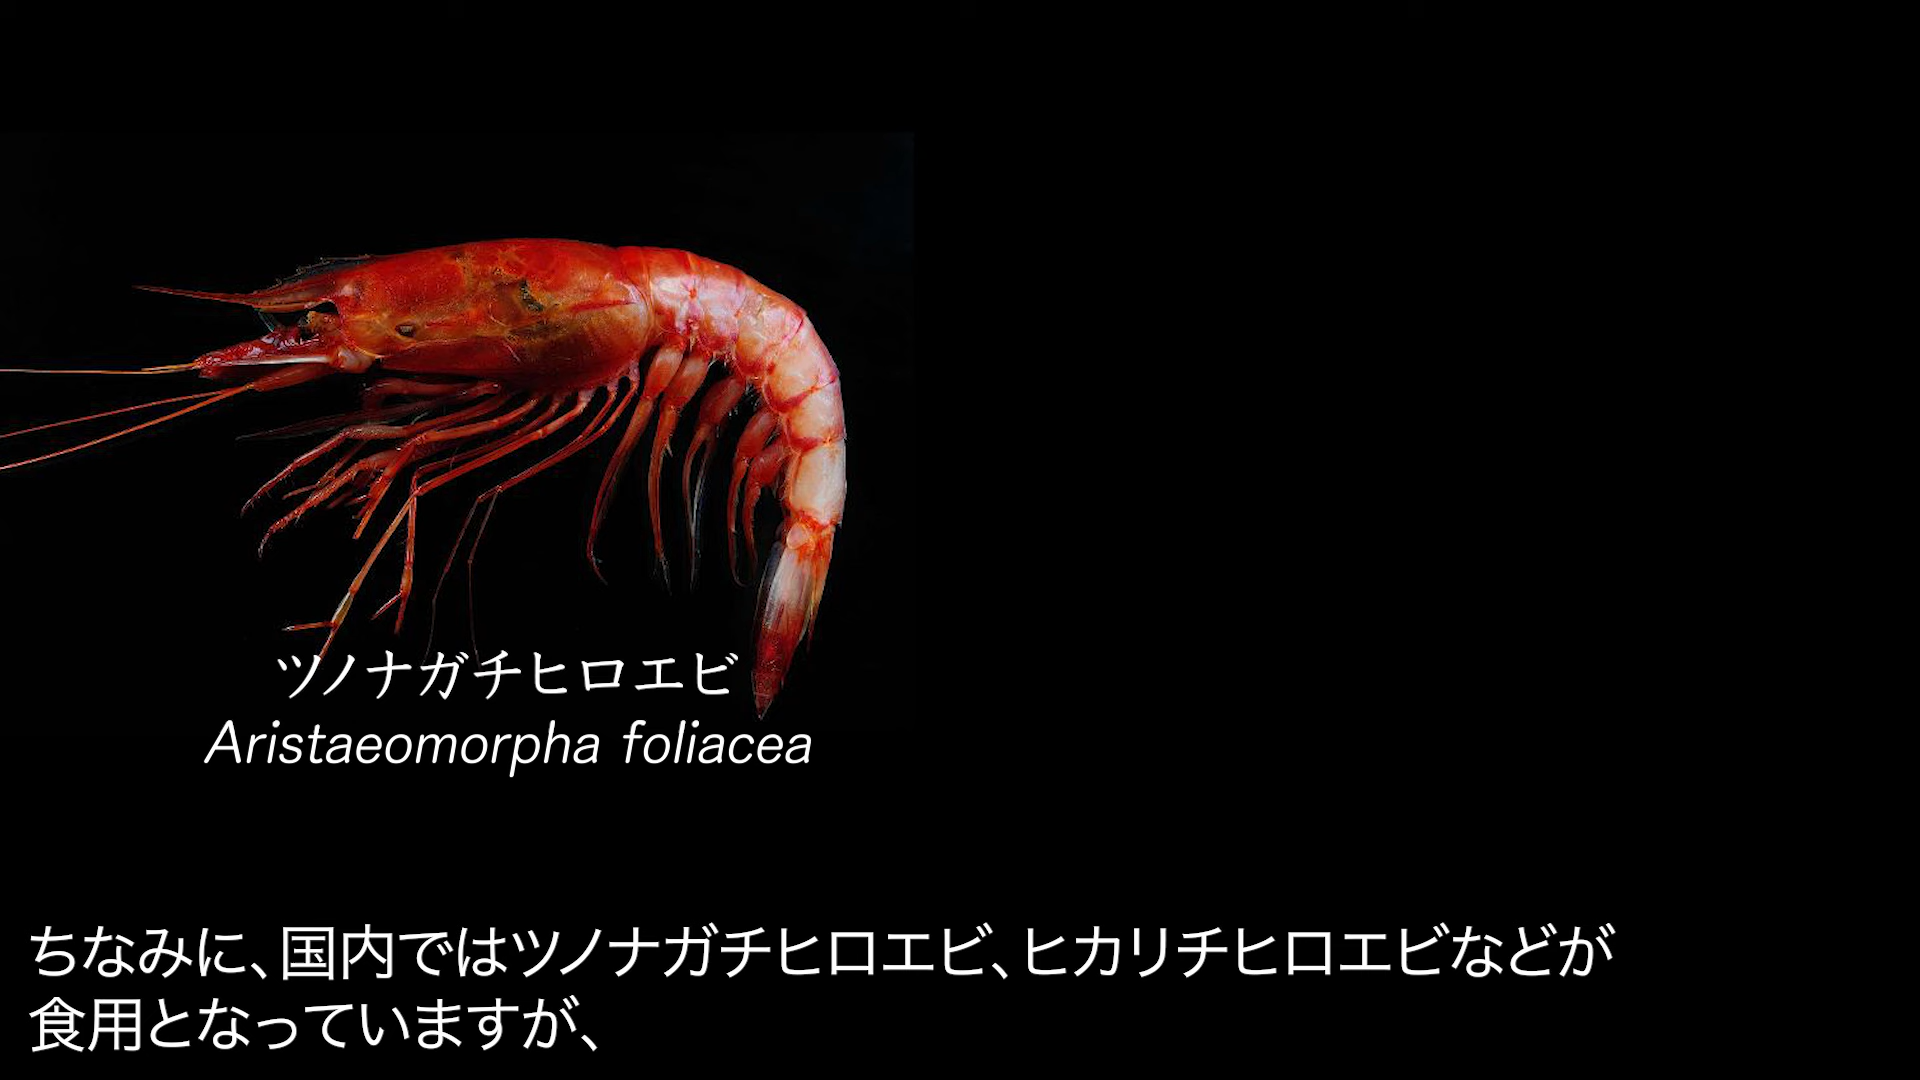 ツノナガチヒロエビ
Aristaeomorpha foliacea
ちなみに、国内ではツノナガチヒロエビ、ヒカリチヒロエビなどが
食用となっていますが、